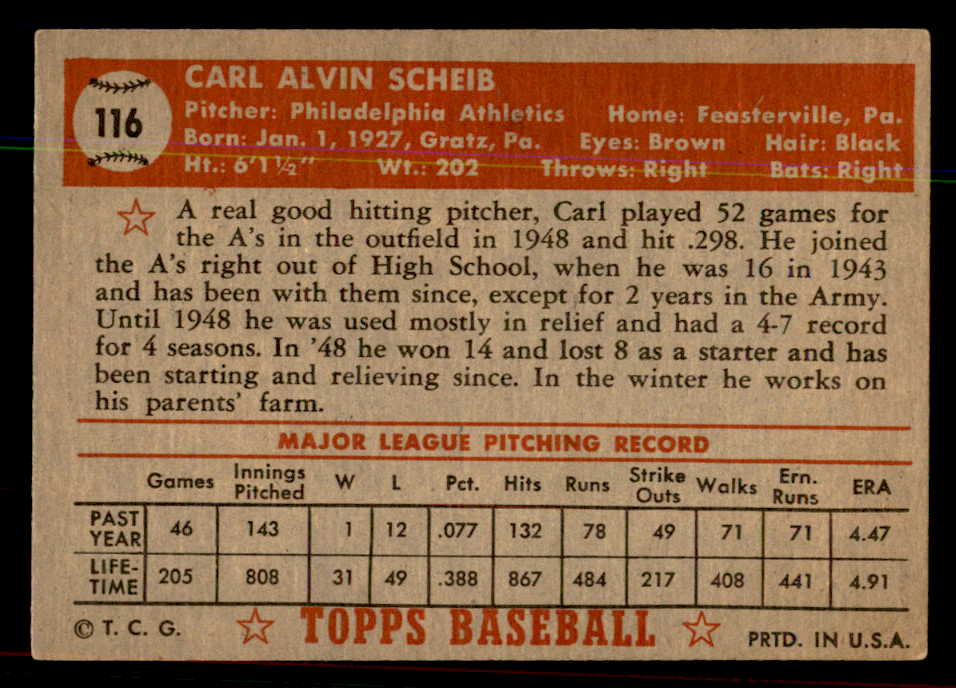 116
CARL ALVIN SCHEIB
Pitcher: Philadelphia Athletics Home: Feasterville, Pa.
Born: Jan. 1, 1927, Gratz, Pa. Eyes: Brown Hair: Black
Ht.: 6'1½" Wt.: 202 Throws: Right Bats: Right
A real good hitting pitcher, Carl played 52 games for
the A's in the outfield in 1948 and hit .298. He joined
the A's right out of High School, when he was 16 in 1943
and has been with them since, except for 2 years in the Army.
Until 1948 he was used mostly in relief and had a 4-7 record
for 4 seasons. In '48 he won 14 and lost 8 as a starter and has
been starting and relieving since. In the winter he works on
his parents' farm.
MAJOR LEAGUE PITCHING RECORD
Games Innings Pitched W L Pct. Hits Runs Strike Outs Walks Ern. Runs ERA
PAST YEAR 46 143 1 12 .077 132 78 49 71 71 4.47
LIFE-TIME 205 808 31 49 .388 867 484 217 408 441 4.91
© T. C. G. TOPPS BASEBALL PRTD. IN U.S.A.